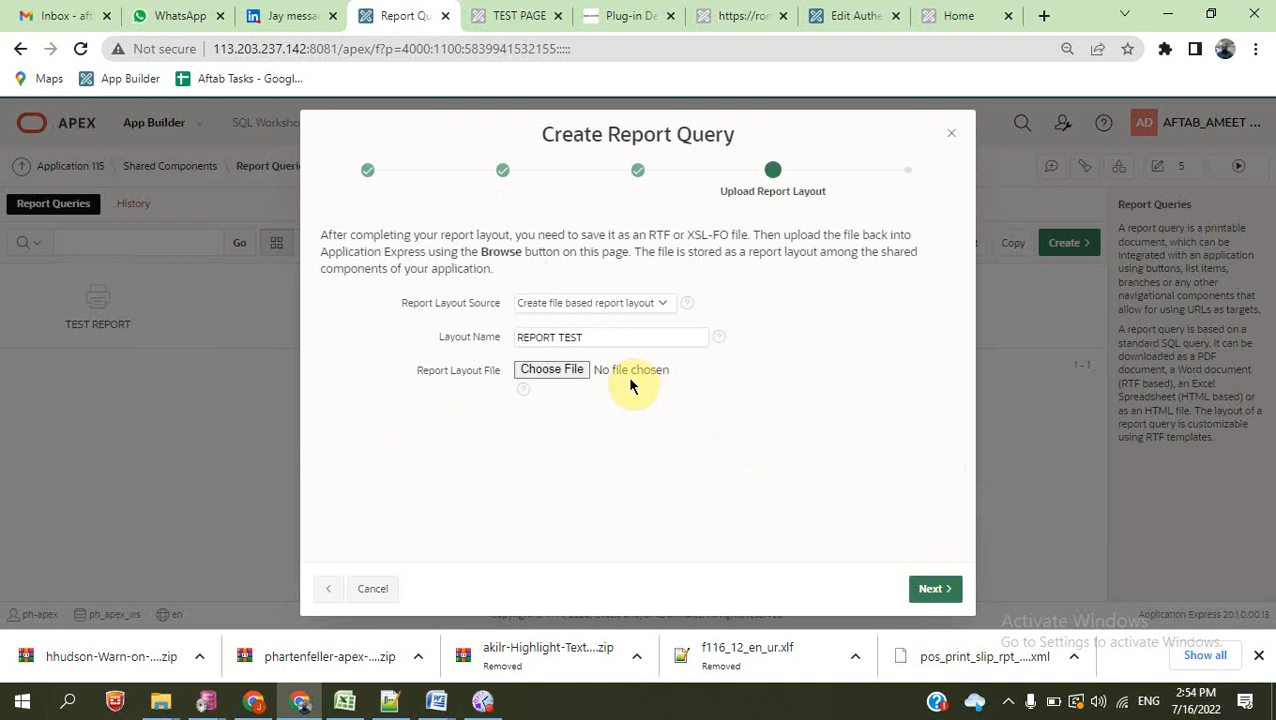 Inbox - aft
WhatsApp
Jay messag
Report Qu
TEST PAGE
Plug-in De
https://ror
Edit Authe
Home
Not secure
113.203.237.142:8081/apex/f?p=4000:1100:5839941532155:::::
Maps
App Builder
Aftab Tasks - Googl...
APEX
App Builder
SQL Worksho
AD
AFTAB_AMEET ...
Application 115
Shared Components
Report Queri
5
Report Queries
History
Go
Copy
Create >
TEST REPORT
1 - 1
Create Report Query
Upload Report Layout
After completing your report layout, you need to save it as an RTF or XSL-FO file. Then upload the file back into
Application Express using the Browse button on this page. The file is stored as a report layout among the shared
components of your application.
Report Layout Source
Create file based report layout
Layout Name
REPORT TEST
Report Layout File
Choose File No file chosen
Cancel
Next >
Report Queries
A report query is a printable
document, which can be
integrated with an application
using buttons, list items,
branches or any other
navigational components that
allow for using URLs as targets.
A report query is based on a
standard SQL query. It can be
downloaded as a PDF
document, a Word document
(RTF based), an Excel
Spreadsheet (HTML based) or
as an HTML file. The layout of a
report query is customizable
using RTF templates.
ph-apex
ph_apex_ws
en
Application Express 20.1.0.00.13
Activate Windows
Go to Settings to activate Windows.
hhudson-Warn-on-....zip
phartenfeller-apex-....zip
akilr-Highlight-Text....zip
Removed
f116_12_en_ur.xlf
Removed
pos_print_slip_rpt_....xml
Show all
ENG
2:54 PM
7/16/2022